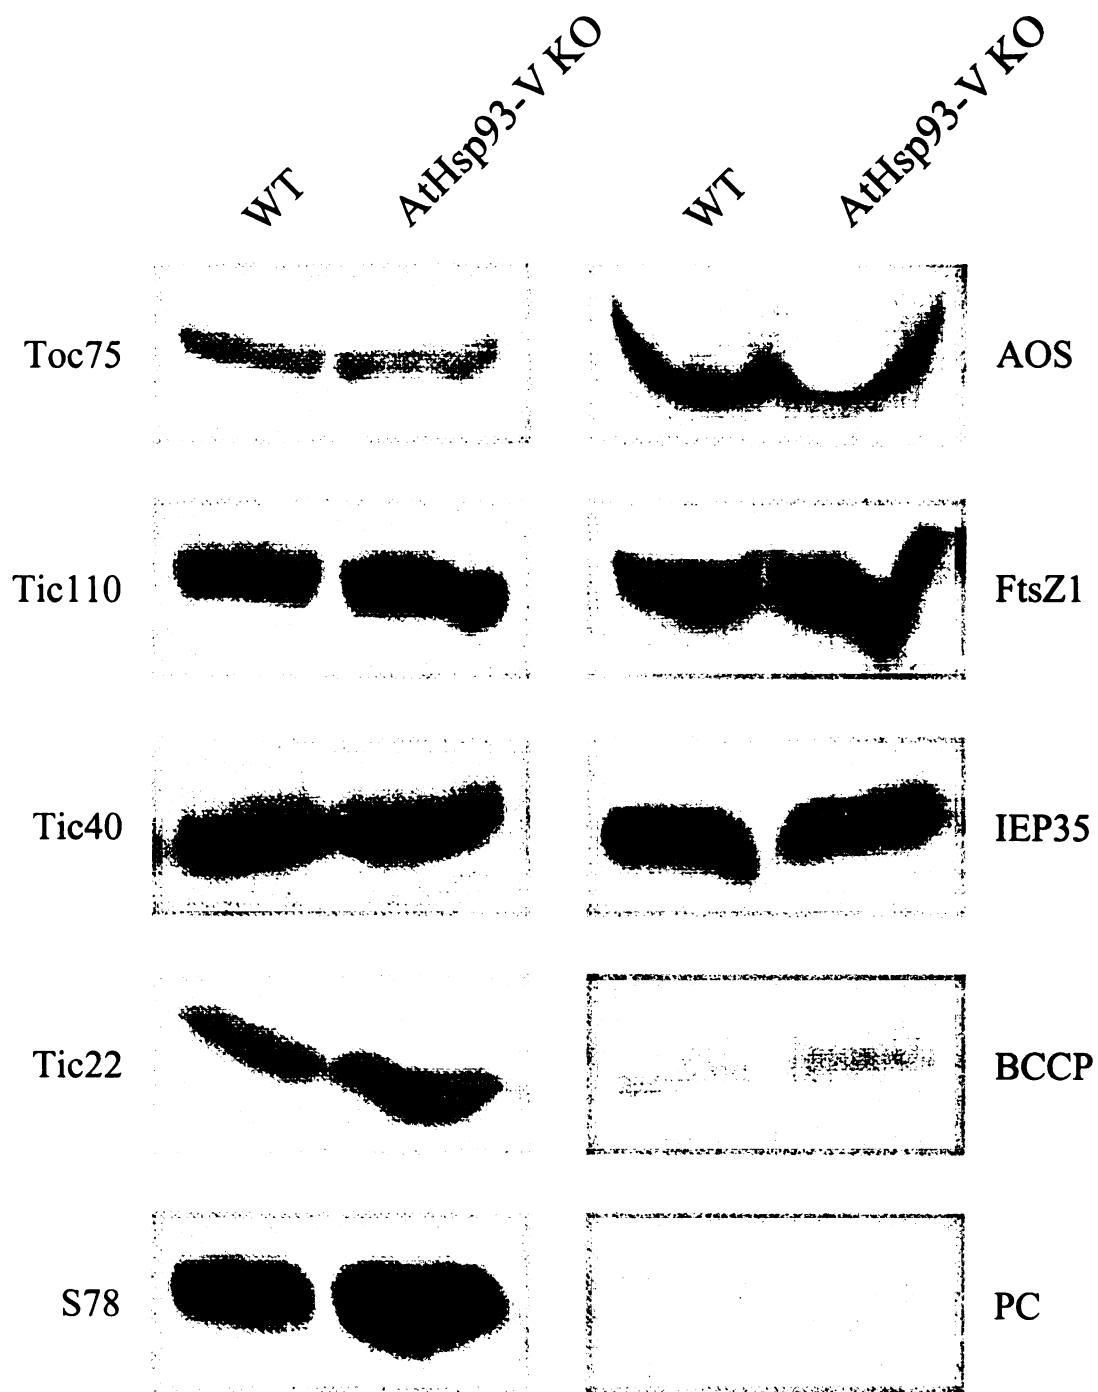 WT
AtHsp93-V KO
WT
AtHsp93-V KO
Toc75
AOS
Tic110
FtsZ1
Tic40
IEP35
Tic22
BCCP
S78
PC